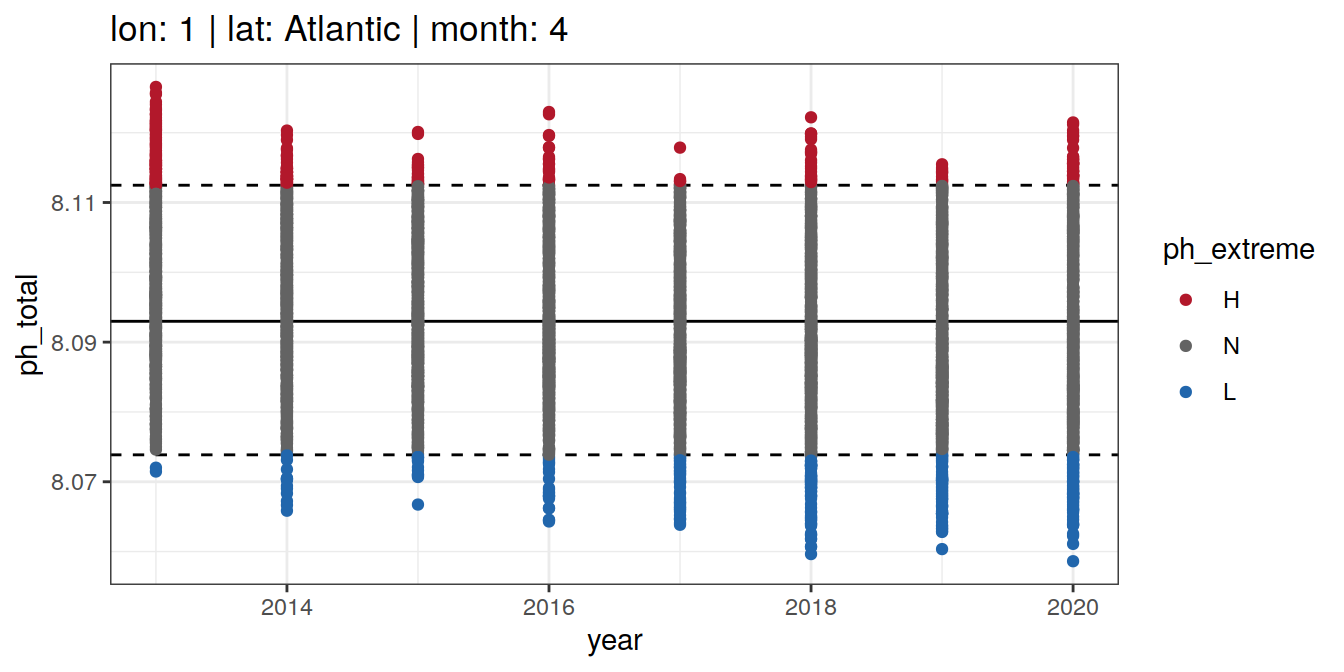 lon: 1 | lat: Atlantic | month: 4
8.11
8.09
8.07
ph_total
2014
2016
2018
2020
year
ph_extreme
H
N
L